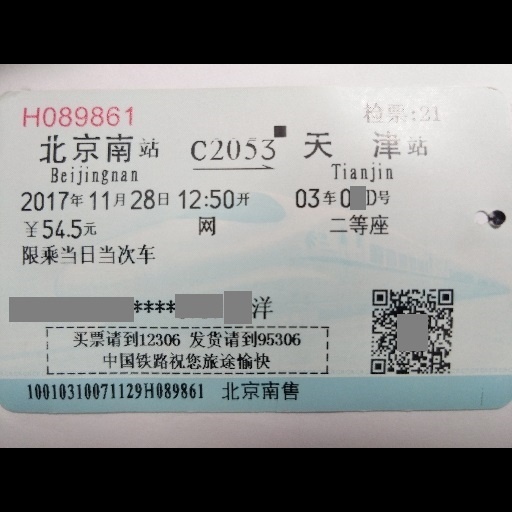 H089861 检票:21
北京南站 C2053 天津站
Beijingnan Tianjin
2017年11月28日 12:50开 03车0D号
¥54.5元 网 二等座
限乘当日当次车
**** 洋
买票请到12306 发货请到95306
中国铁路祝您旅途愉快
10010310071129H089861 北京南售